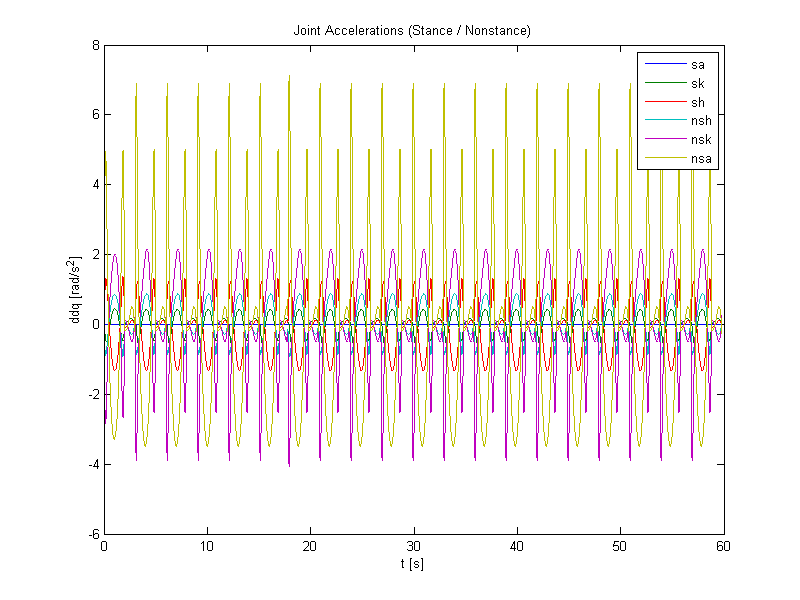 Joint Accelerations (Stance / Nonstance)
8
6
4
2
0
-2
-4
-6
ddq [rad/s²]
sa
sk
sh
nsh
nsk
nsa
0 10 20 30 40 50 60
t [s]